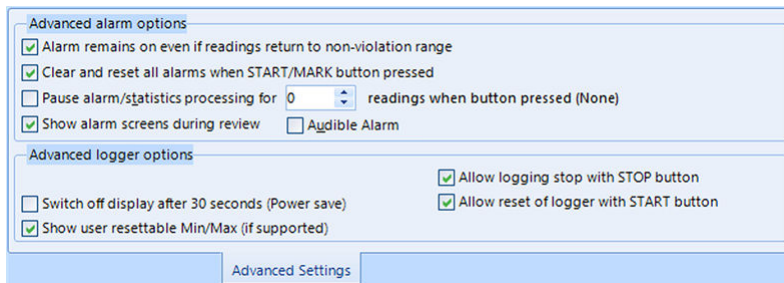 Advanced alarm options
Alarm remains on even if readings return to non-violation range
Clear and reset all alarms when START/MARK button pressed
Pause alarm/statistics processing for 0 readings when button pressed (None)
Show alarm screens during review Audible Alarm
Advanced logger options
Allow logging stop with STOP button
Switch off display after 30 seconds (Power save) Allow reset of logger with START button
Show user resettable Min/Max (if supported)
Advanced Settings